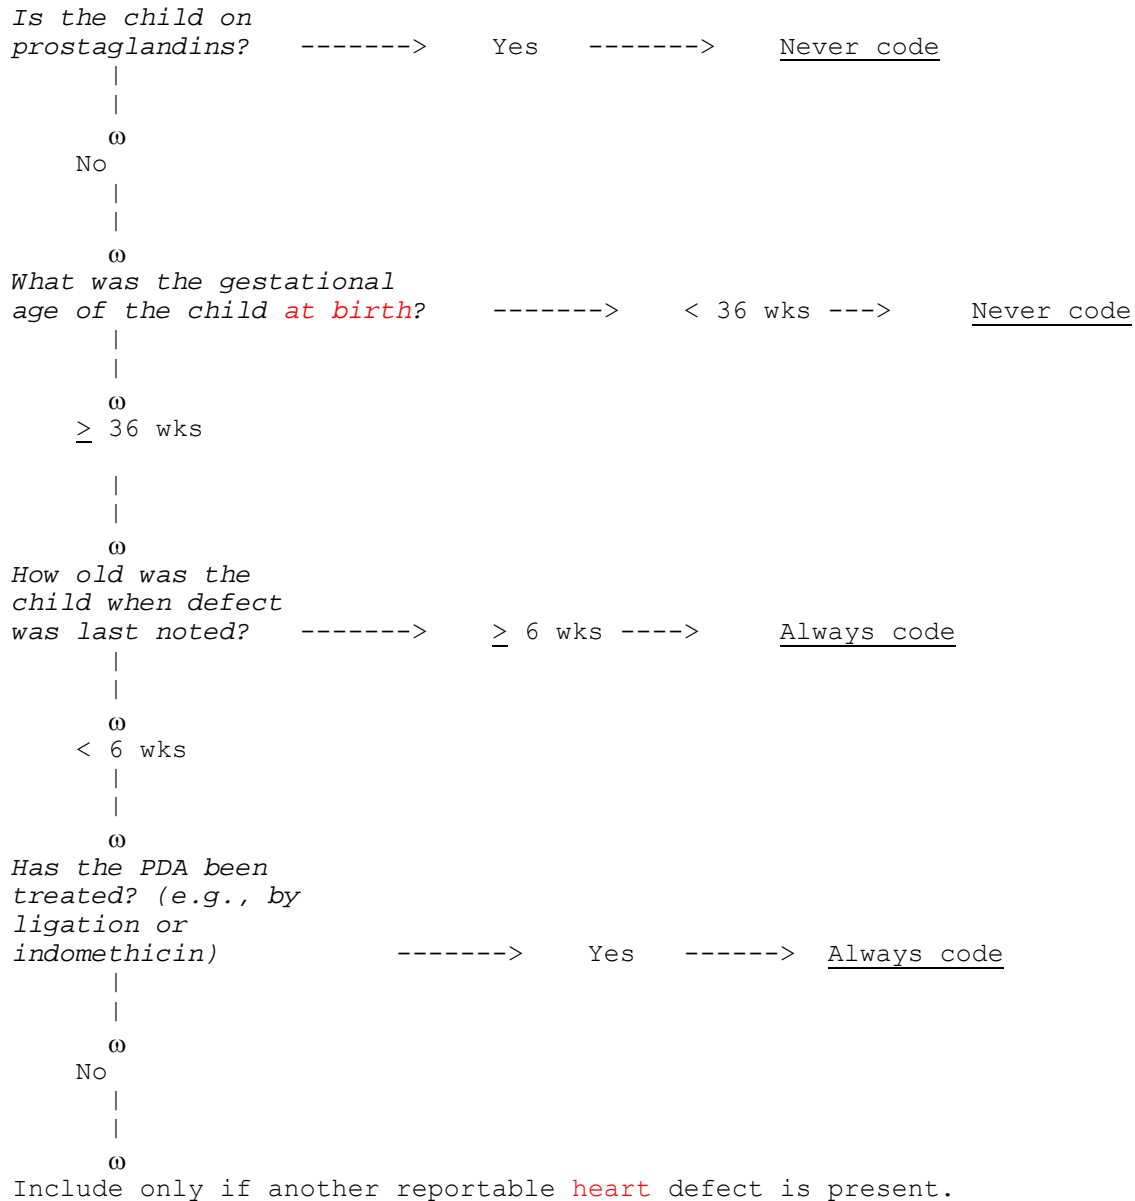 Is the child on
prostaglandins? -------> Yes -------> Never code
|
|
ω
No
|
|
ω
What was the gestational
age of the child at birth? -------> < 36 wks ---> Never code
|
|
ω
≥ 36 wks
|
|
ω
How old was the
child when defect
was last noted? -------> ≥ 6 wks ----> Always code
|
|
ω
< 6 wks
|
|
ω
Has the PDA been
treated? (e.g., by
ligation or
indomethicin) -------> Yes ------> Always code
|
|
ω
No
|
|
ω
Include only if another reportable heart defect is present.